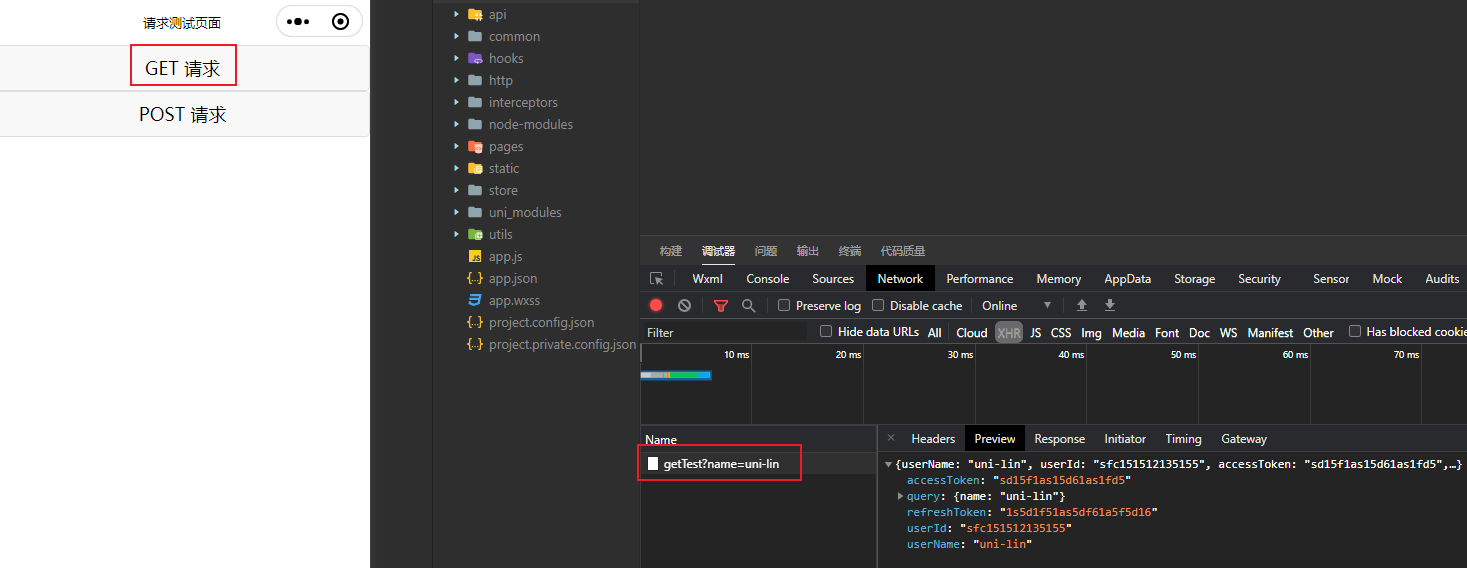 请求测试页面
GET 请求
POST 请求
api
common
hooks
http
interceptors
node-modules
pages
static
store
uni_modules
utils
app.js
app.json
app.wxss
project.config.json
project.private.config.json
构建 调试器 问题 输出 终端 代码质量
Wxml Console Sources Network Performance Memory AppData Storage Security Sensor Mock Audits
Preserve log Disable cache Online
Filter Hide data URLs All Cloud XHR JS CSS Img Media Font Doc WS Manifest Other Has blocked cookie
10 ms 20 ms 30 ms 40 ms 50 ms 60 ms 70 ms
Name
getTest?name=uni-lin
× Headers Preview Response Initiator Timing Gateway
{userName: "uni-lin", userId: "sfc151512135155", accessToken: "sd15f1as15d61as1fd5",…}
accessToken: "sd15f1as15d61as1fd5"
query: {name: "uni-lin"}
refreshToken: "1s5d1f51as5df61a5f5d16"
userId: "sfc151512135155"
userName: "uni-lin"